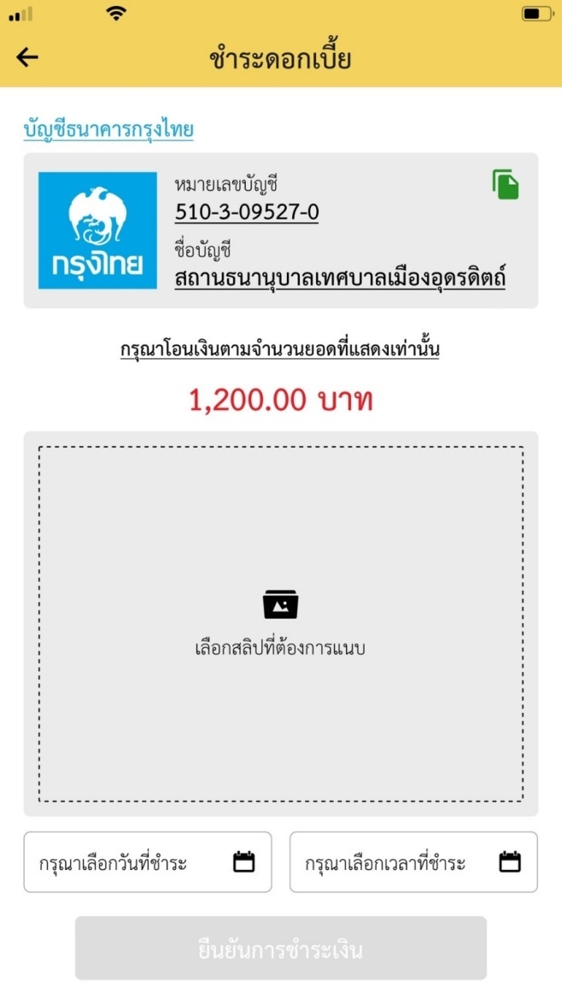 ชำระดอกเบี้ย
บัญชีธนาคารกรุงไทย
หมายเลขบัญชี
510-3-09527-0
ชื่อบัญชี
กรุงไทย
สถานธนานุบาลเทศบาลเมืองอุดรดิตถ์
กรุณาโอนเงินตามจำนวนยอดที่แสดงเท่านั้น
1,200.00 บาท
เลือกสลิปที่ต้องการแนบ
กรุณาเลือกวันที่ชำระ
กรุณาเลือกเวลาที่ชำระ
ยืนยันการชำระเงิน